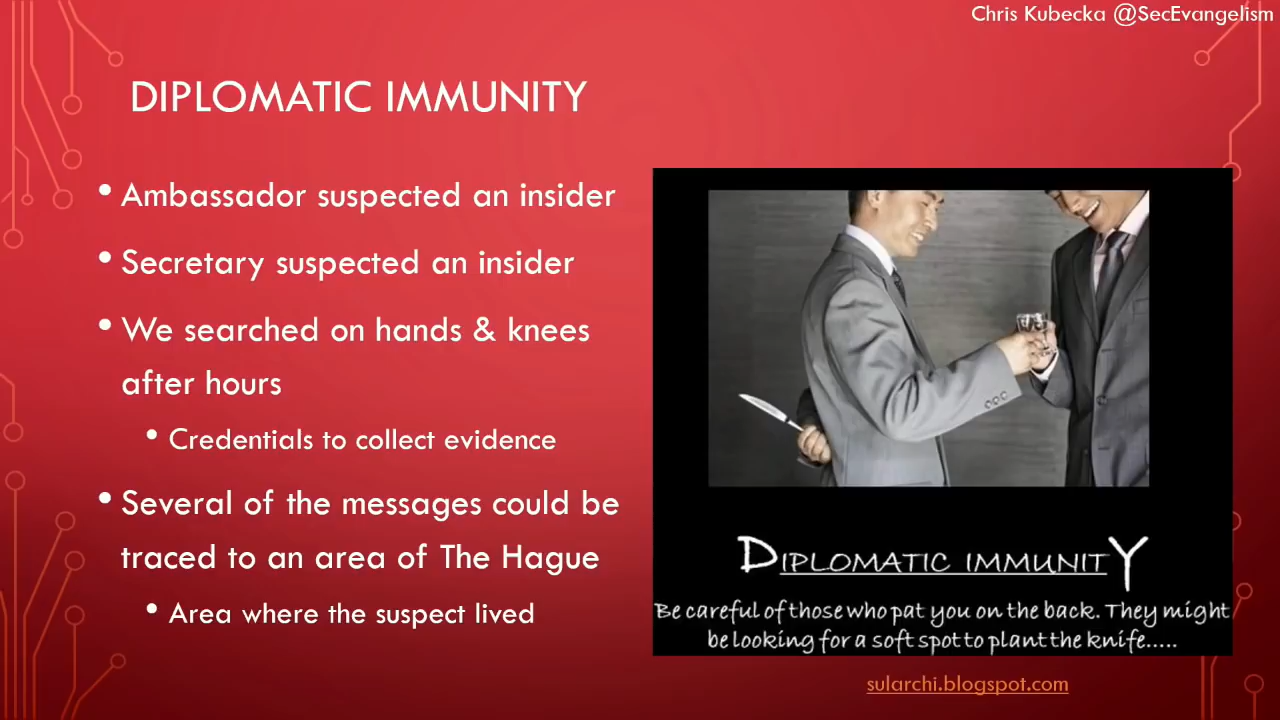 Chris Kubecka @SecEvangelism
DIPLOMATIC IMMUNITY
• Ambassador suspected an insider
• Secretary suspected an insider
• We searched on hands & knees
after hours
• Credentials to collect evidence
• Several of the messages could be
traced to an area of The Hague
• Area where the suspect lived
DIPLOMATIC IMMUNITY
Be careful of those who pat you on the back. They might
be looking for a soft spot to plant the knife.....
sularchi.blogspot.com